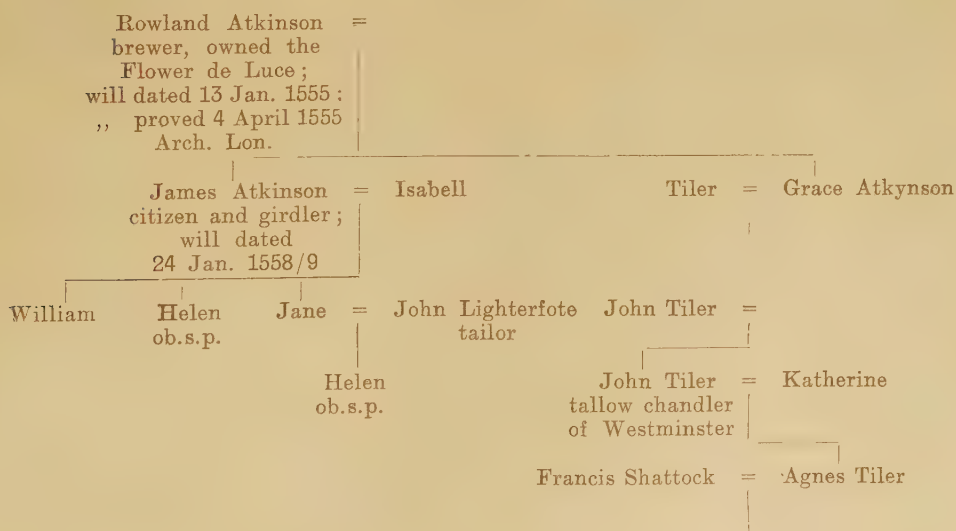 Rowland Atkinson =
brewer, owned the
Flower de Luce ;
will dated 13 Jan. 1555 :
,, proved 4 April 1555
Arch. Lon.
James Atkinson = Isabell Tiler = Grace Atkynson
citizen and girdler ;
will dated
24 Jan. 1558/9
William Helen Jane = John Lighterfote John Tiler =
ob.s.p. tailor
Helen
ob.s.p.
John Tiler = Katherine
tallow chandler
of Westminster
Francis Shattock = Agnes Tiler